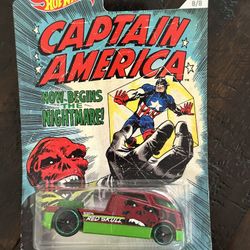 HOT WHEELS
8/8
CAPTAIN
AMERICA
NOW BEGINS
THE
NIGHTMARE!
RED SKULL